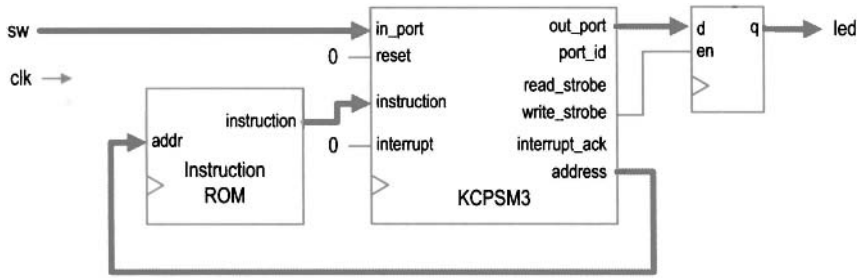 sw
clk
addr
instruction
Instruction
ROM
0
0
in_port
reset
instruction
interrupt
out_port
port_id
read_strobe
write_strobe
interrupt_ack
address
KCPSM3
d
en
q
led